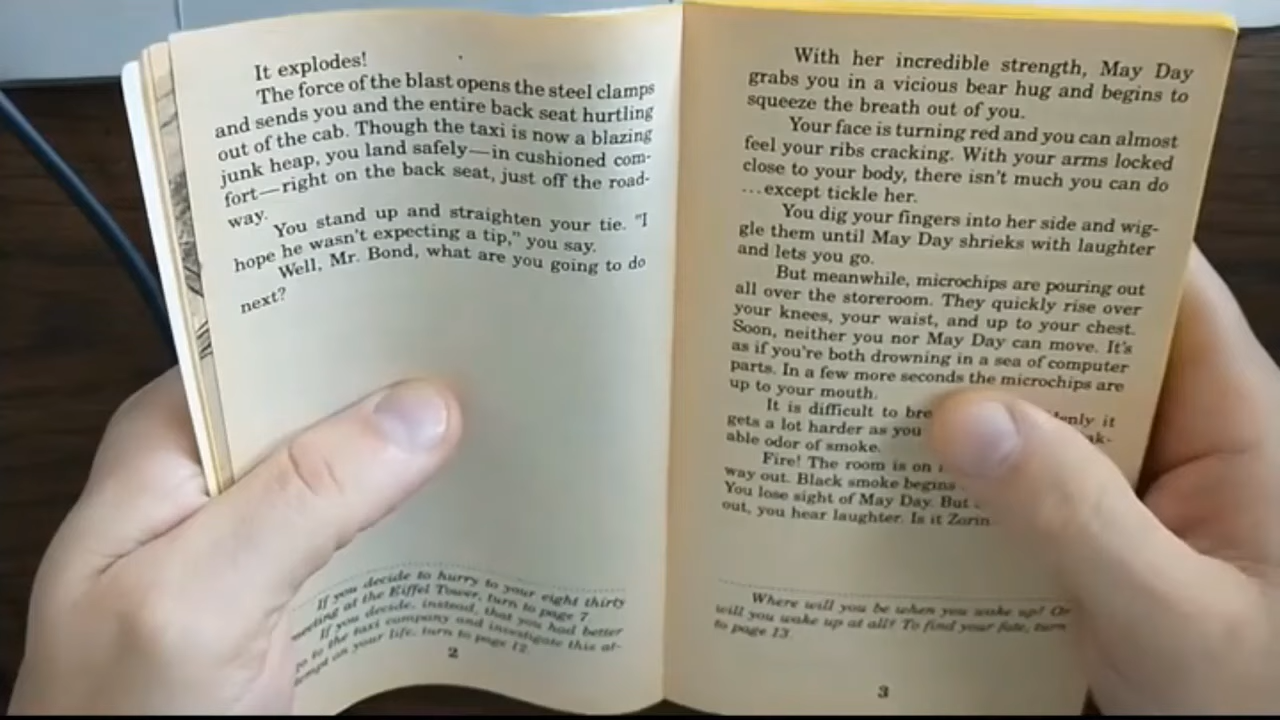 It explodes!
The force of the blast opens the steel clamps
and sends you and the entire back seat hurtling
out of the cab. Though the taxi is now a blazing
junk heap, you land safely—in cushioned com-
fort—right on the back seat, just off the road-
way.
You stand up and straighten your tie. "I
hope he wasn't expecting a tip," you say.
Well, Mr. Bond, what are you going to do
next?
If you decide to hurry to your eight thirty
meeting at the Eiffel Tower, turn to page 7
If you decide, instead, that you had better
go to the taxi company and investigate this at-
tempt on your life, turn to page 12.
2
With her incredible strength, May Day
grabs you in a vicious bear hug and begins to
squeeze the breath out of you.
Your face is turning red and you can almost
feel your ribs cracking. With your arms locked
close to your body, there isn't much you can do
...except tickle her.
You dig your fingers into her side and wig-
gle them until May Day shrieks with laughter
and lets you go.
But meanwhile, microchips are pouring out
all over the storeroom. They quickly rise over
your knees, your waist, and up to your chest.
Soon, neither you nor May Day can move. It's
as if you're both drowning in a sea of computer
parts. In a few more seconds the microchips are
up to your mouth.
It is difficult to it
gets a lot harder as you
able odor of smoke.
Fire! The room is on
way out. Black smoke begins
You lose sight of May Day. But
out, you hear laughter. Is it Zorin
Where will you be when you wake up? Or
will you wake up at all? To find your fate, turn
to page 13.
3